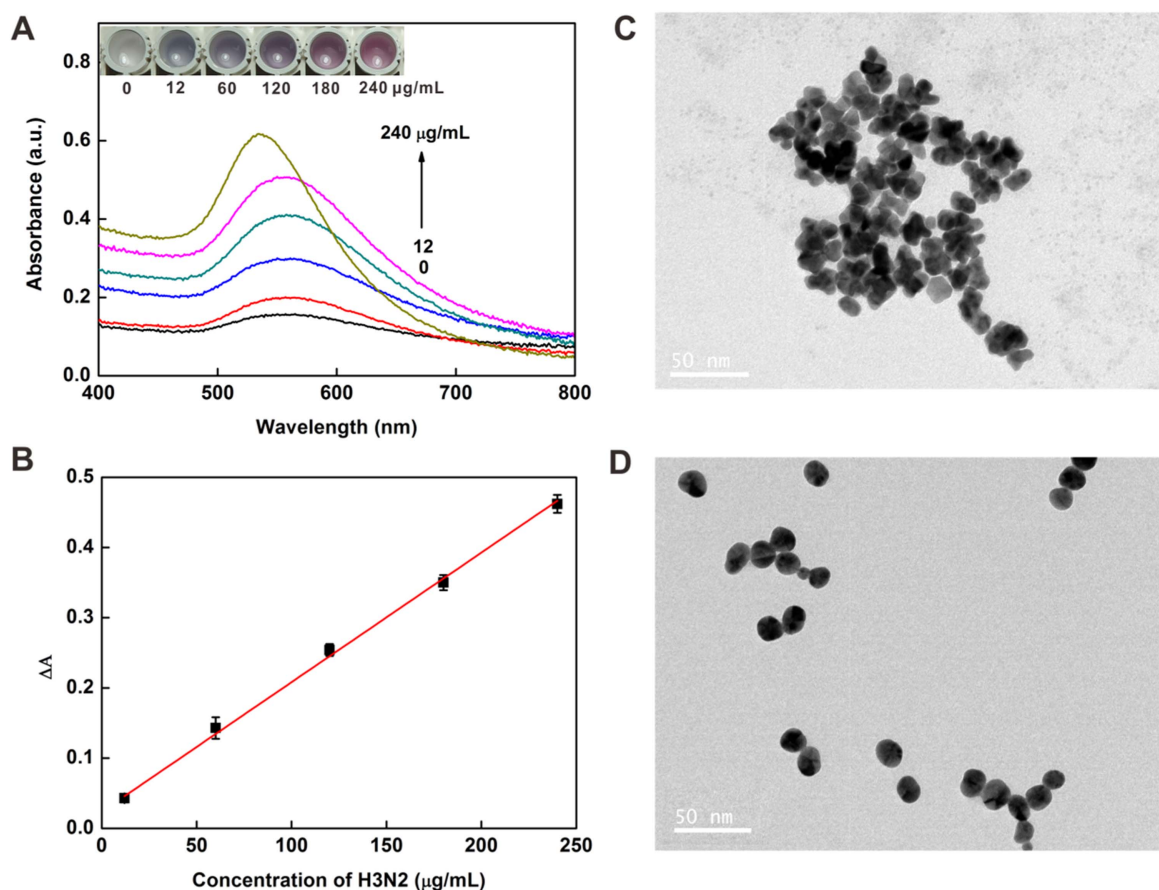 A
0 12 60 120 180 240 µg/mL
240 µg/mL
12
0
0.8
0.6
0.4
0.2
0.0
Absorbance (a.u.)
400 500 600 700 800
Wavelength (nm)
B
0.5
0.4
0.3
0.2
0.1
0.0
ΔA
0 50 100 150 200 250
Concentration of H3N2 (µg/mL)
C
50 nm
D
50 nm